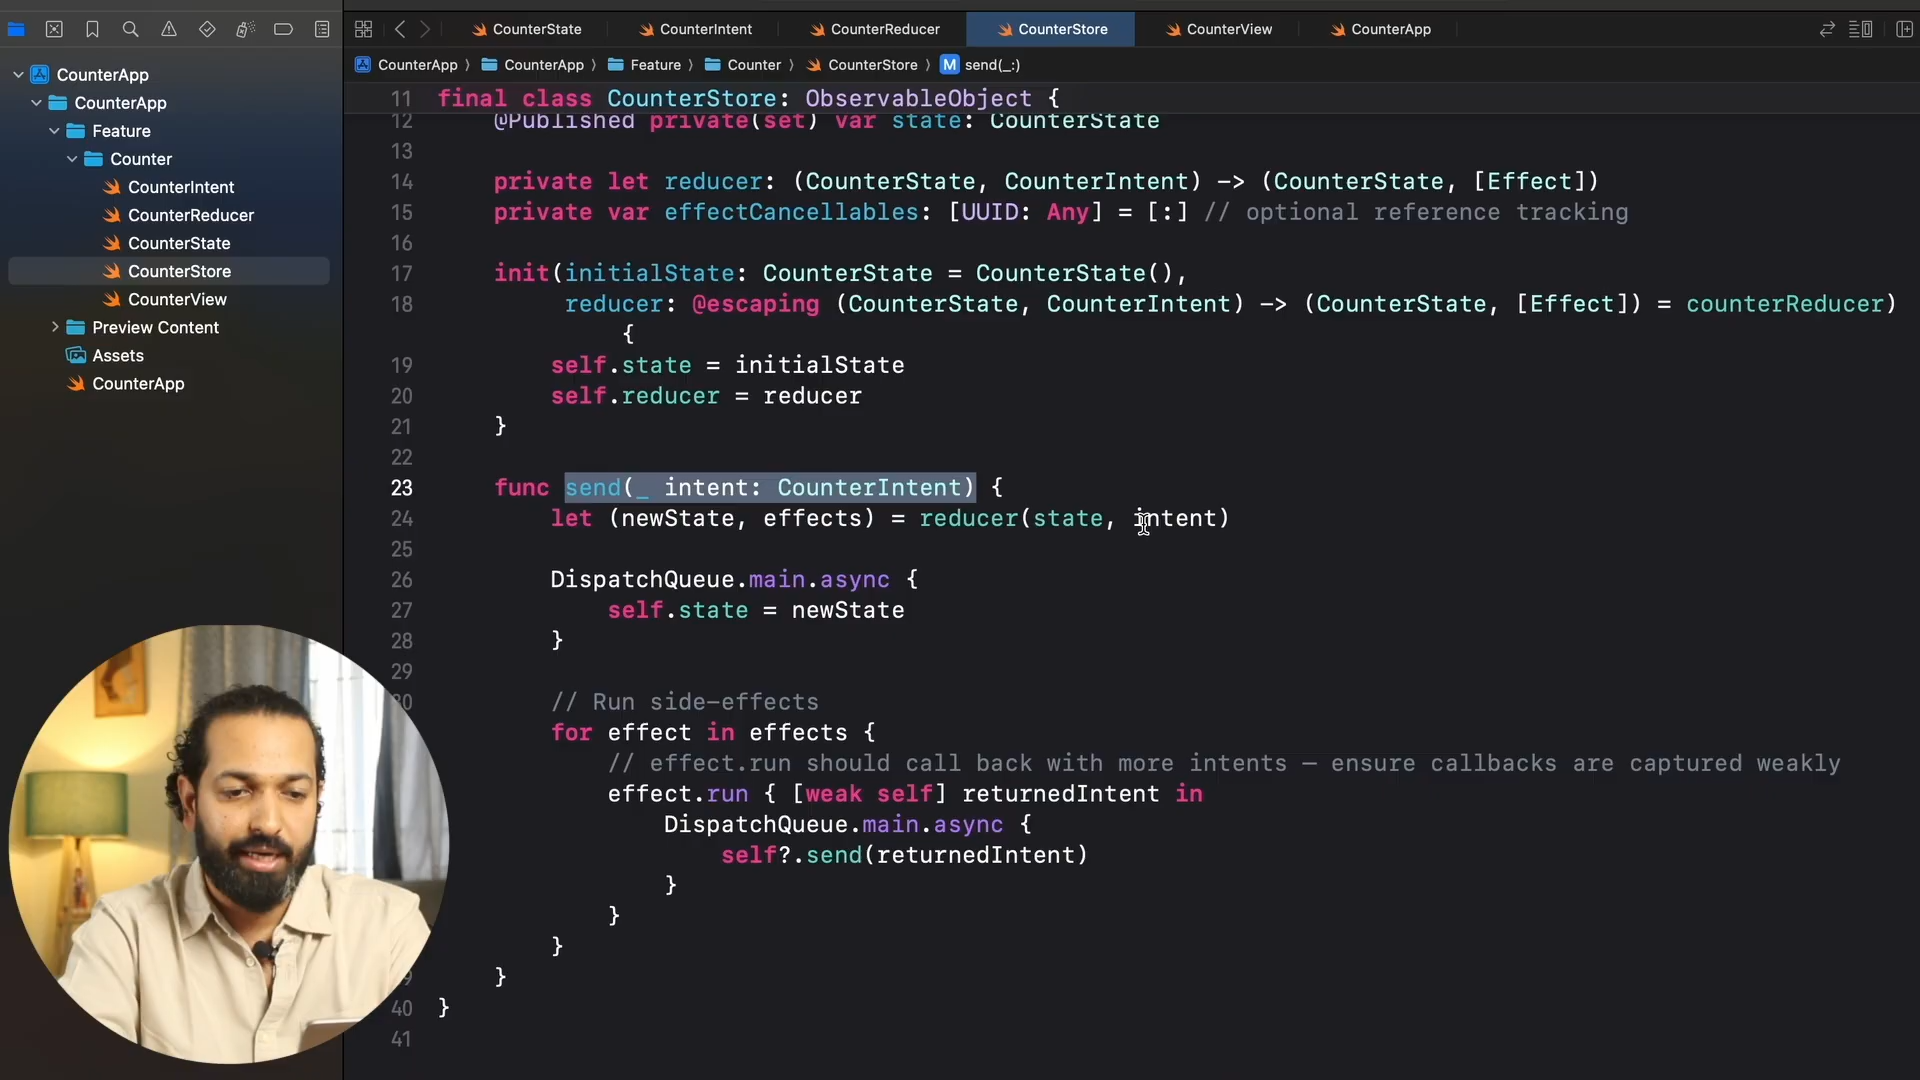 CounterState
CounterIntent
CounterReducer
CounterStore
CounterView
CounterApp
CounterApp
CounterApp
Feature
Counter
CounterStore
M send(_:)
CounterApp
CounterApp
Feature
Counter
CounterIntent
CounterReducer
CounterState
CounterStore
CounterView
Preview Content
Assets
CounterApp
11 final class CounterStore: ObservableObject {
12 @Published private(set) var state: CounterState
13
14 private let reducer: (CounterState, CounterIntent) -> (CounterState, [Effect])
15 private var effectCancellables: [UUID: Any] = [:] // optional reference tracking
16
17 init(initialState: CounterState = CounterState(),
18 reducer: @escaping (CounterState, CounterIntent) -> (CounterState, [Effect]) = counterReducer)
{
19 self.state = initialState
20 self.reducer = reducer
21 }
22
23 func send(_ intent: CounterIntent) {
24 let (newState, effects) = reducer(state, intent)
25
26 DispatchQueue.main.async {
27 self.state = newState
28 }
29
30 // Run side-effects
for effect in effects {
// effect.run should call back with more intents — ensure callbacks are captured weakly
effect.run { [weak self] returnedIntent in
DispatchQueue.main.async {
self?.send(returnedIntent)
}
}
}
}
40 }
41